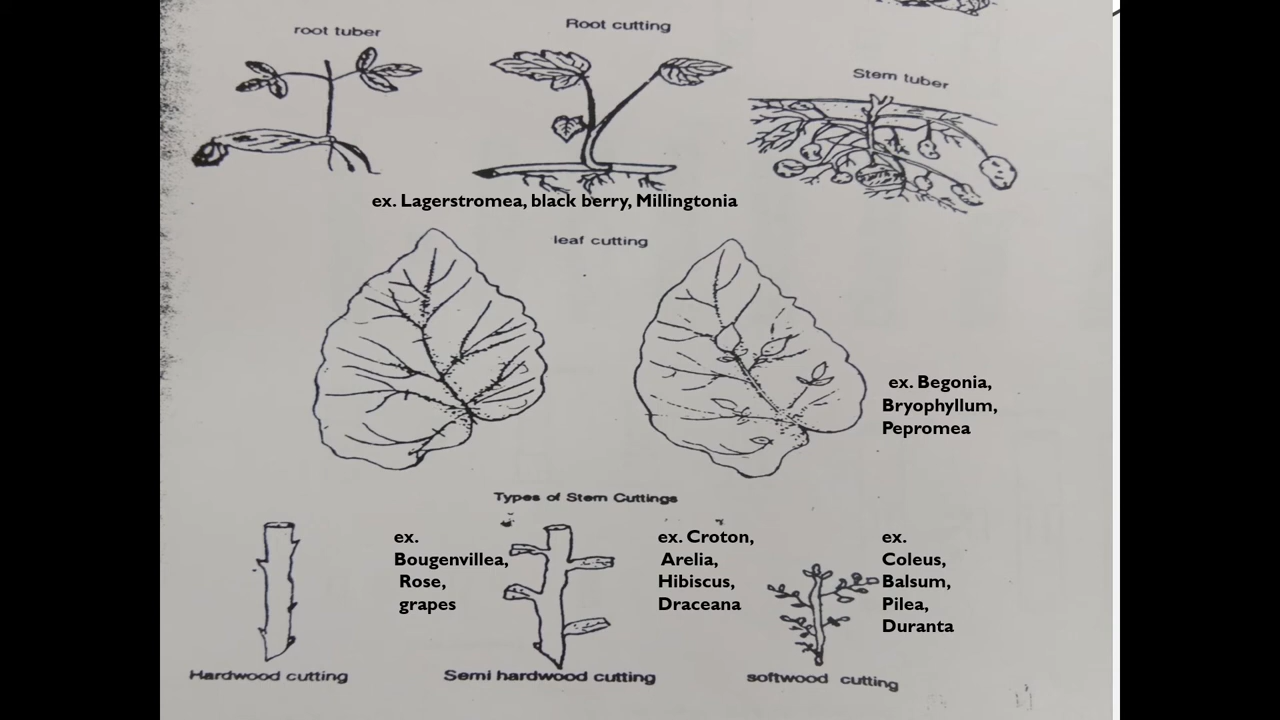 root tuber
Root cutting
Stem tuber
ex. Lagerstromea, black berry, Millingtonia
leaf cutting
ex. Begonia,
Bryophyllum,
Pepromea
Types of Stem Cuttings
ex.
Bougenvillea,
Rose,
grapes
ex. Croton,
Arelia,
Hibiscus,
Draceana
ex.
Coleus,
Balsum,
Pilea,
Duranta
Hardwood cutting
Semi hardwood cutting
softwood cutting